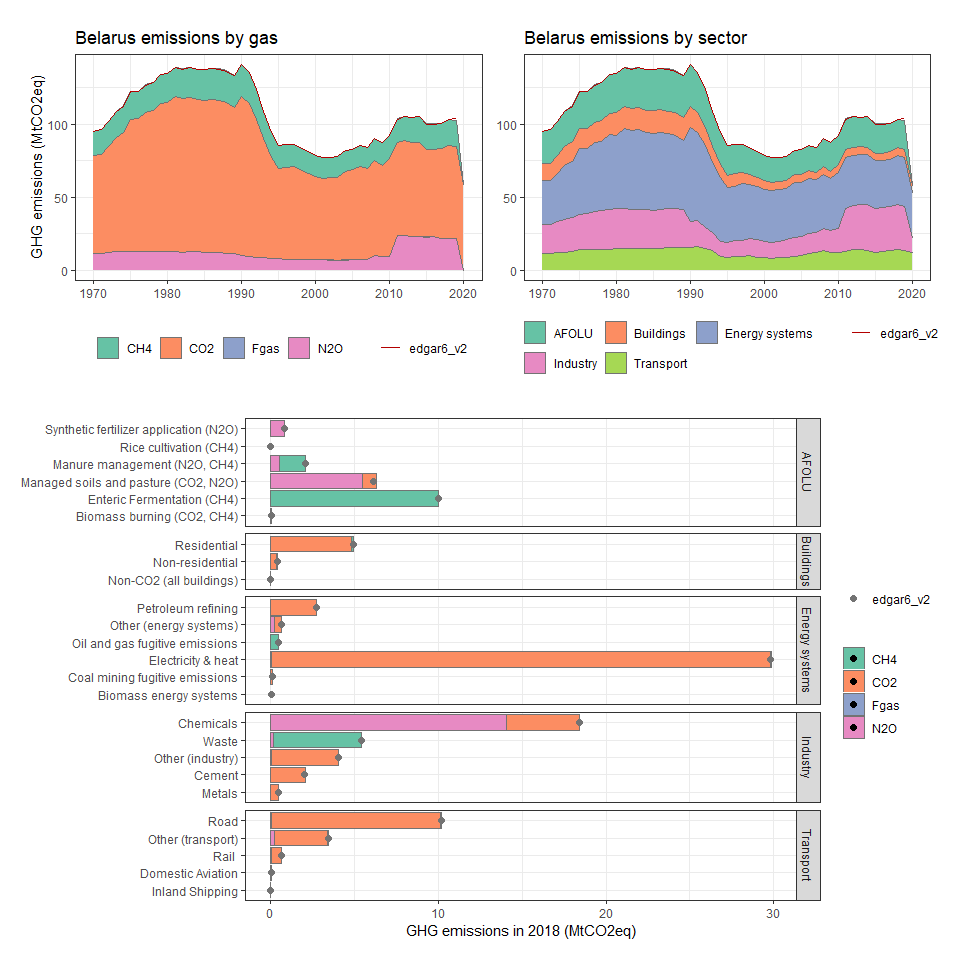 Belarus emissions by gas
GHG emissions (MtCO2eq)
100
50
0
1970
1980
1990
2000
2010
2020
CH4
CO2
Fgas
N2O
edgar6_v2
Belarus emissions by sector
100
50
0
1970
1980
1990
2000
2010
2020
AFOLU
Buildings
Energy systems
edgar6_v2
Industry
Transport
Synthetic fertilizer application (N2O)
Rice cultivation (CH4)
Manure management (N2O, CH4)
Managed soils and pasture (CO2, N2O)
Enteric Fermentation (CH4)
Biomass burning (CO2, CH4)
AFOLU
Residential
Non-residential
Non-CO2 (all buildings)
Buildings
Petroleum refining
Other (energy systems)
Oil and gas fugitive emissions
Electricity & heat
Coal mining fugitive emissions
Biomass energy systems
Energy systems
Chemicals
Waste
Other (industry)
Cement
Metals
Industry
Road
Other (transport)
Rail
Domestic Aviation
Inland Shipping
Transport
0
10
20
30
GHG emissions in 2018 (MtCO2eq)
edgar6_v2
CH4
CO2
Fgas
N2O